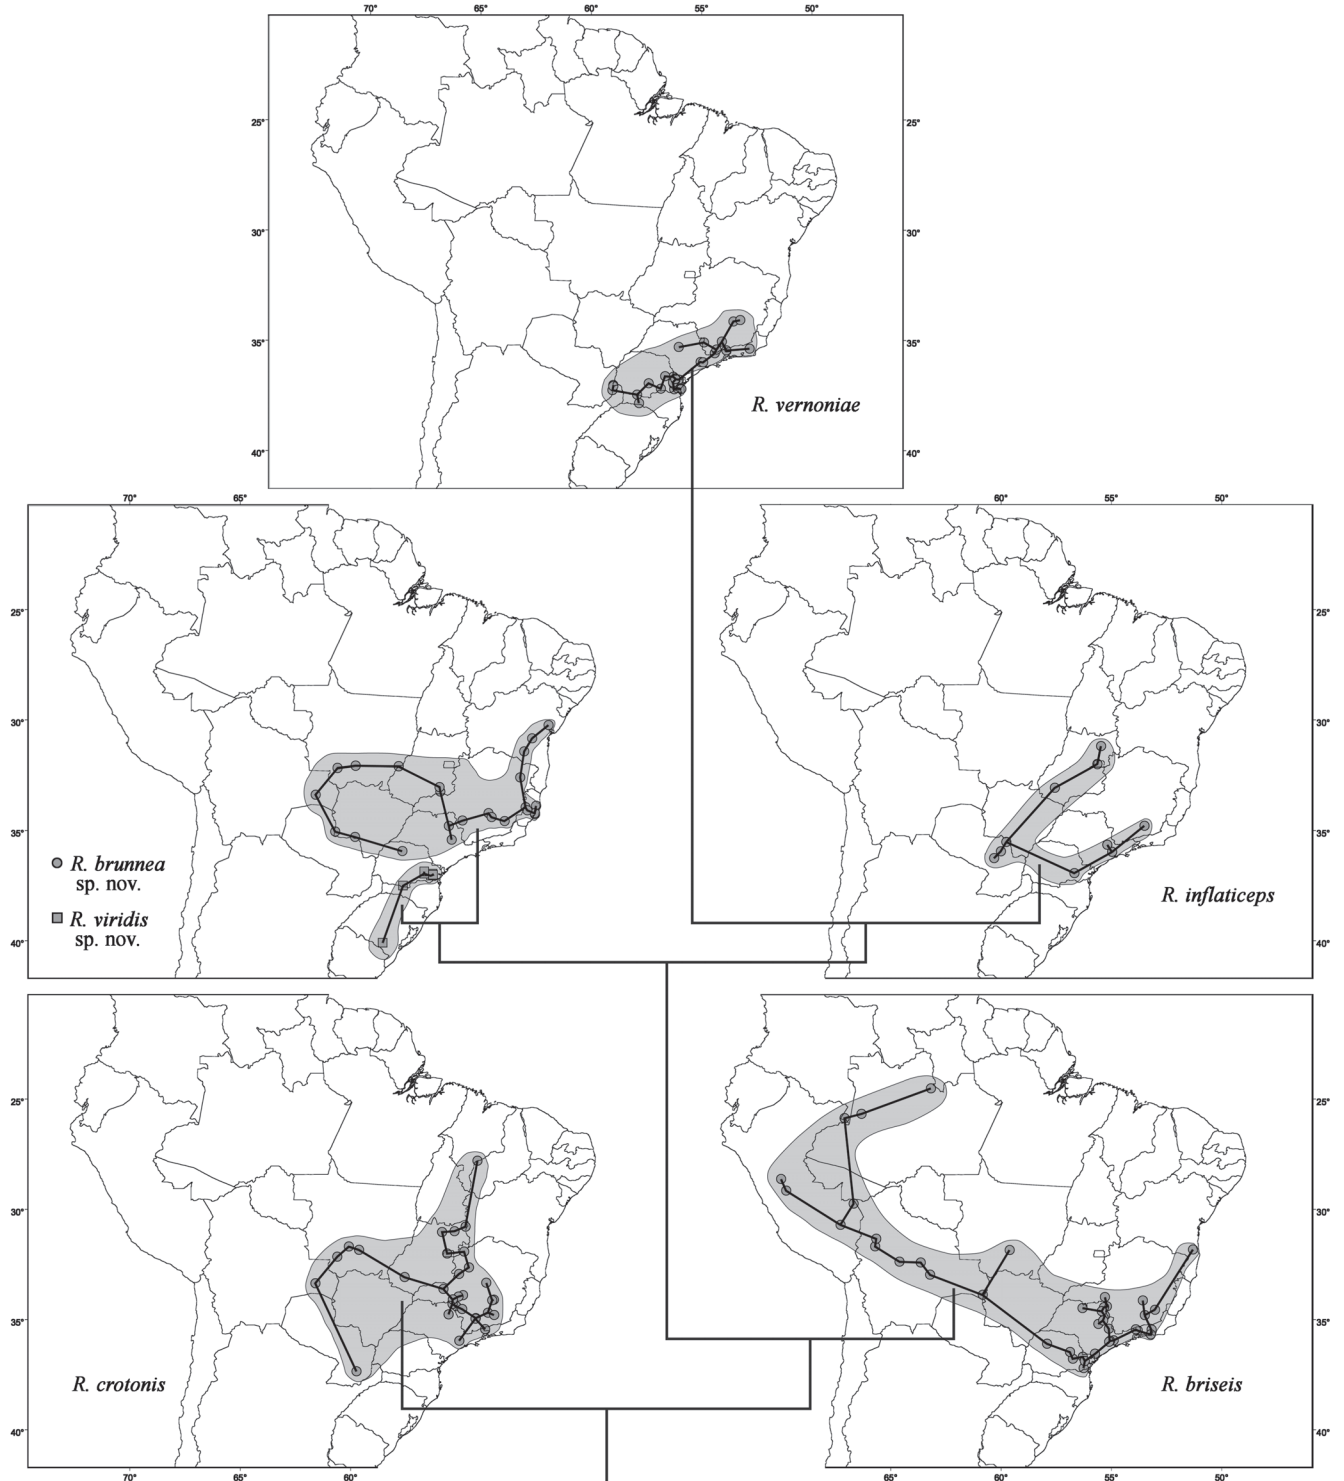 70° 65° 60° 55° 50°
25° 25°
30° 30°
35° 35°
R. vernoniae
40° 40°
70° 65° 60° 55° 50°
25° 25°
30° 30°
35° 35°
R. brunnea
sp. nov.
R. viridis
sp. nov.
R. inflaticeps
40° 40°
25° 25°
30° 30°
35° 35°
R. crotonis R. briseis
40° 40°
70° 65° 60° 65° 60° 55° 50°